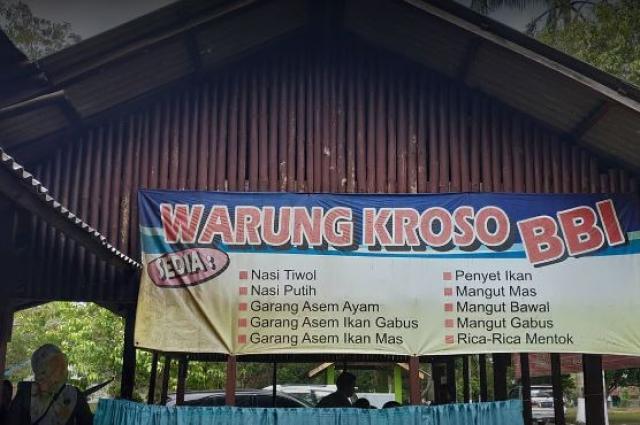 WARUNG KROSO BBI
SEDIA :
Nasi Tiwol
Nasi Putih
Garang Asem Ayam
Garang Asem Ikan Gabus
Garang Asem Ikan Mas
Penyet Ikan
Mangut Mas
Mangut Bawal
Mangut Gabus
Rica-Rica Mentok